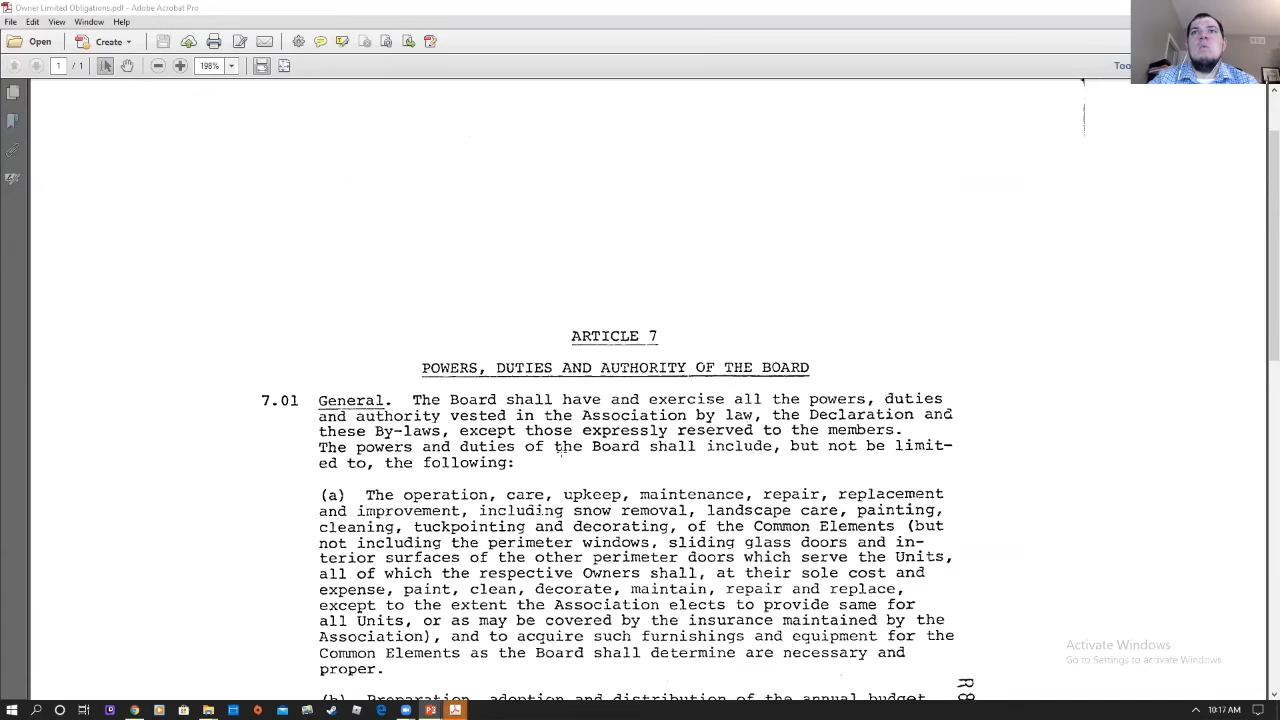 Owner Limited Obligations.pdf - Adobe Acrobat Pro
File Edit View Window Help
Open Create
1 / 1 198% Too
ARTICLE 7
POWERS, DUTIES AND AUTHORITY OF THE BOARD
7.01 General. The Board shall have and exercise all the powers, duties
and authority vested in the Association by law, the Declaration and
these By-laws, except those expressly reserved to the members.
The powers and duties of the Board shall include, but not be limit-
ed to, the following:
(a) The operation, care, upkeep, maintenance, repair, replacement
and improvement, including snow removal, landscape care, painting,
cleaning, tuckpointing and decorating, of the Common Elements (but
not including the perimeter windows, sliding glass doors and in-
terior surfaces of the other perimeter doors which serve the Units,
all of which the respective Owners shall, at their sole cost and
expense, paint, clean, decorate, maintain, repair and replace,
except to the extent the Association elects to provide same for
all Units, or as may be covered by the insurance maintained by the
Association), and to acquire such furnishings and equipment for the
Common Elements as the Board shall determine are necessary and
proper.
(b) Preparation, adoption and distribution of the annual budget
R8
Activate Windows
Go to Settings to activate Windows.
10:17 AM